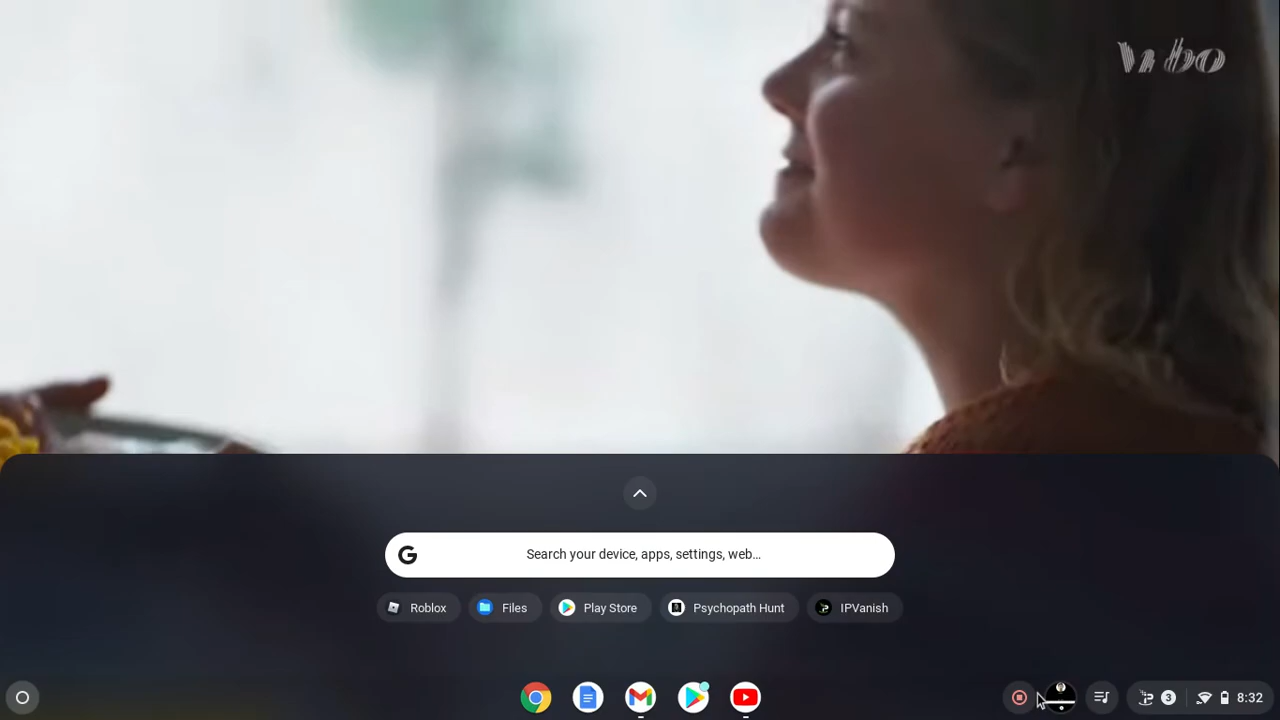 Search your device, apps, settings, web...
Roblox
Files
Play Store
Psychopath Hunt
IPVanish
3
8:32